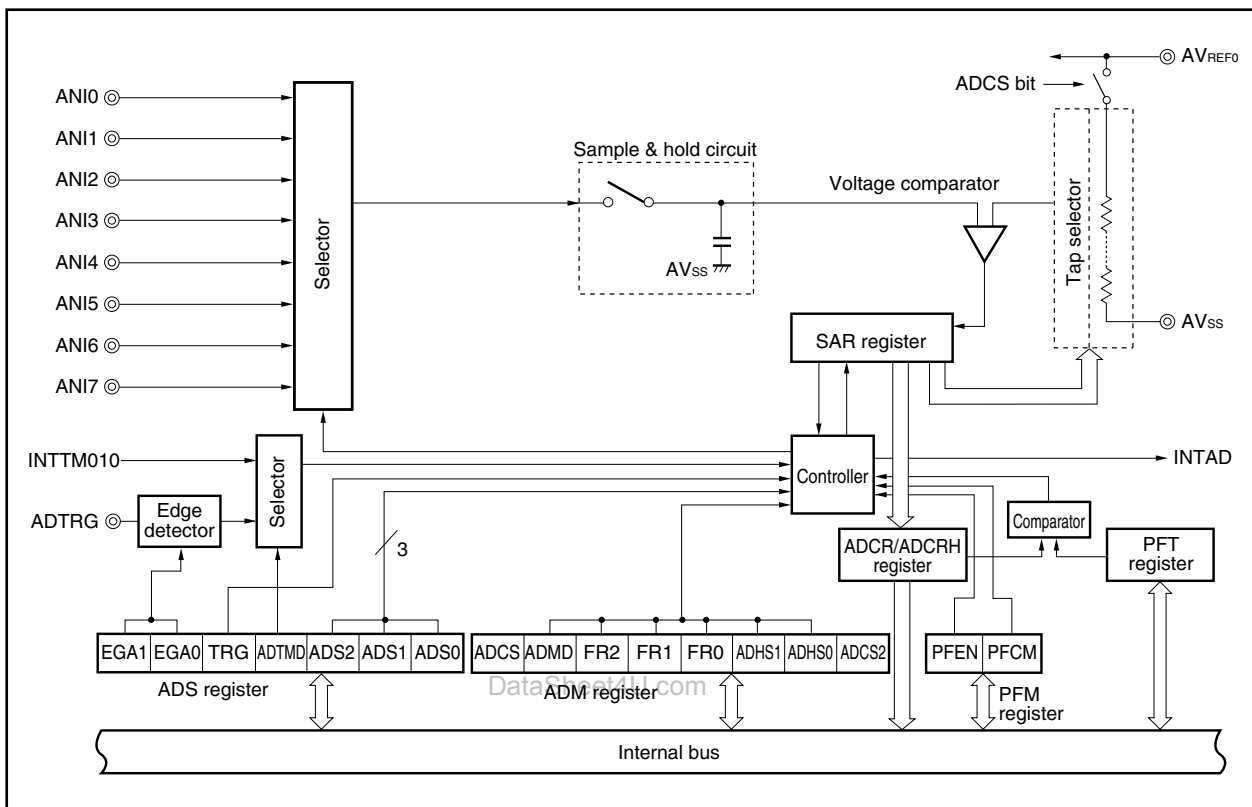 AVREF0
ADCS bit
ANI0
ANI1
ANI2
ANI3
ANI4
ANI5
ANI6
ANI7
Selector
Sample & hold circuit
AVSS
Voltage comparator
Tap selector
AVSS
SAR register
INTTM010
ADTRG
Edge
detector
Selector
3
Controller
INTAD
Comparator
ADCR/ADCRH
register
PFT
register
EGA1 EGA0 TRG ADTMD ADS2 ADS1 ADS0
ADS register
ADCS ADMD FR2 FR1 FR0 ADHS1 ADHS0 ADCS2
ADM register
PFEN PFCM
PFM
register
DataSheet4U.com
Internal bus